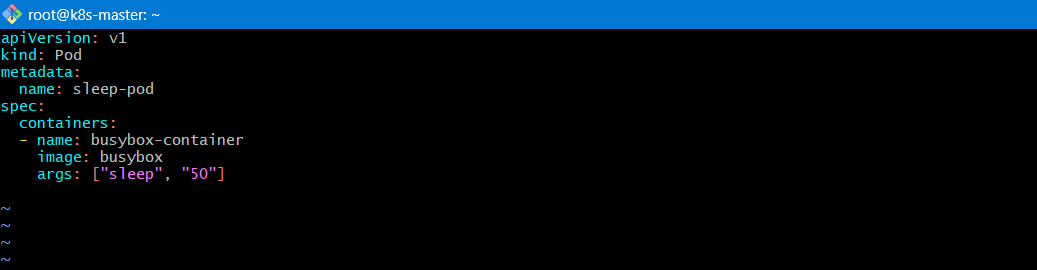 root@k8s-master: ~
apiVersion: v1
kind: Pod
metadata:
  name: sleep-pod
spec:
  containers:
  - name: busybox-container
    image: busybox
    args: ["sleep", "50"]
~
~
~
~